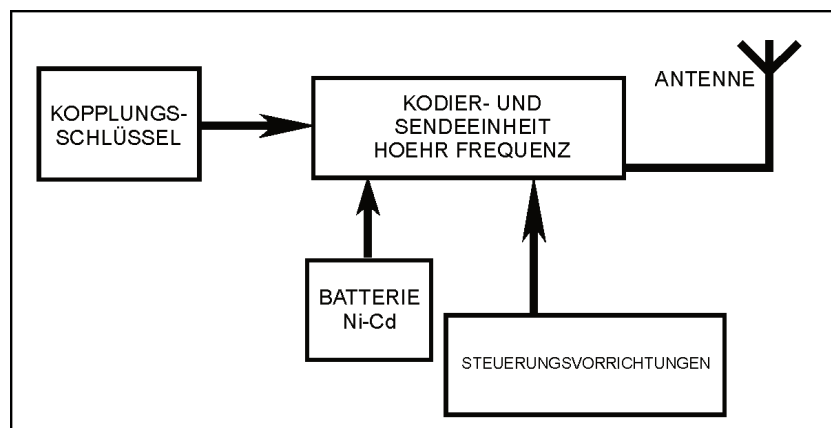 KOPPLUNGS-
SCHLÜSSEL
KODIER- UND
SENDEEINHEIT
HOEHR FREQUENZ
ANTENNE
BATTERIE
Ni-Cd
STEUERUNGSVORRICHTUNGEN